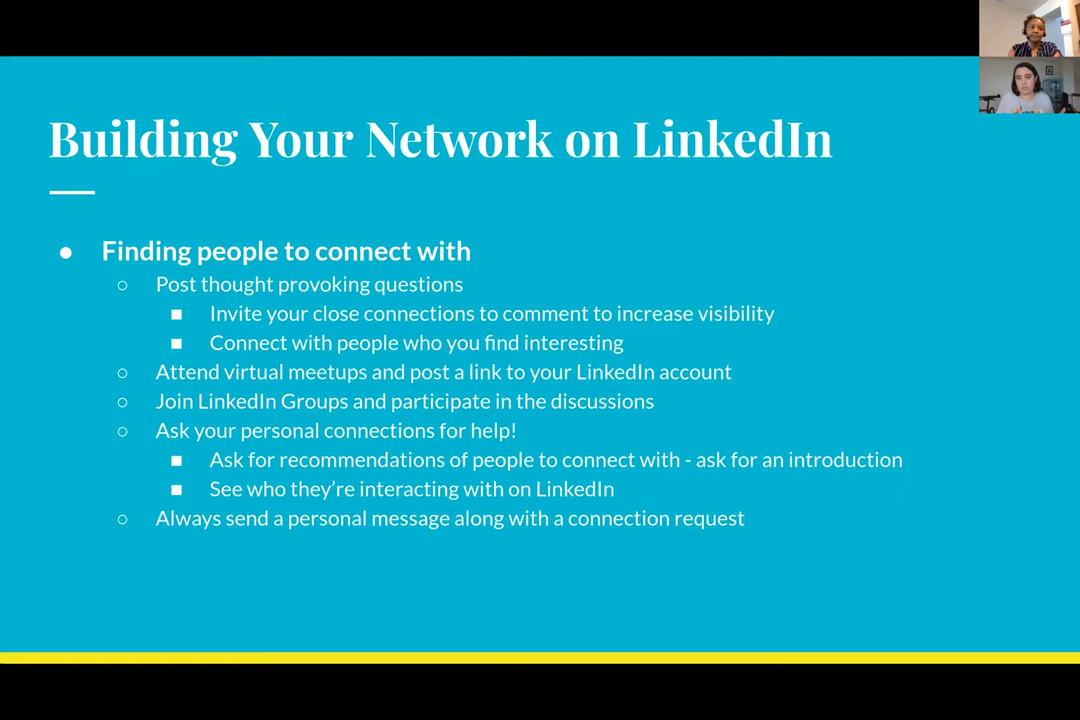 Building Your Network on LinkedIn
● Finding people to connect with
○ Post thought provoking questions
■ Invite your close connections to comment to increase visibility
■ Connect with people who you find interesting
○ Attend virtual meetups and post a link to your LinkedIn account
○ Join LinkedIn Groups and participate in the discussions
○ Ask your personal connections for help!
■ Ask for recommendations of people to connect with - ask for an introduction
■ See who they’re interacting with on LinkedIn
○ Always send a personal message along with a connection request